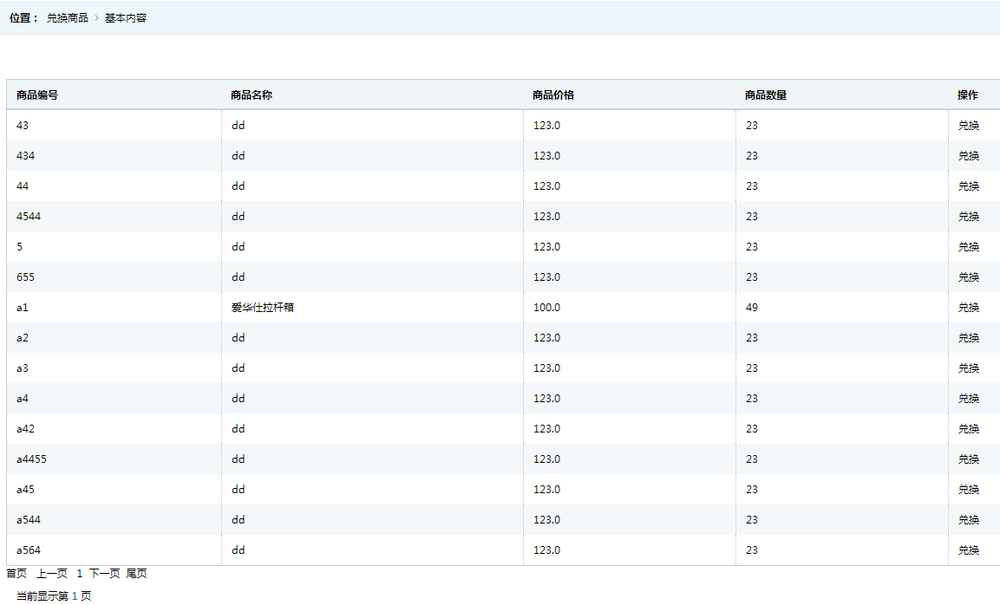 位置： 兑换商品 > 基本内容
商品编号 商品名称 商品价格 商品数量 操作
43 dd 123.0 23 兑换
434 dd 123.0 23 兑换
44 dd 123.0 23 兑换
4544 dd 123.0 23 兑换
5 dd 123.0 23 兑换
655 dd 123.0 23 兑换
a1 爱华仕拉杆箱 100.0 49 兑换
a2 dd 123.0 23 兑换
a3 dd 123.0 23 兑换
a4 dd 123.0 23 兑换
a42 dd 123.0 23 兑换
a4455 dd 123.0 23 兑换
a45 dd 123.0 23 兑换
a544 dd 123.0 23 兑换
a564 dd 123.0 23 兑换
首页 上一页 1 下一页 尾页
当前显示第 1 页